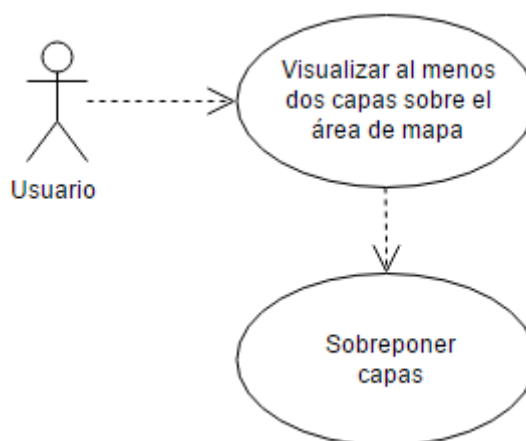 Visualizar al menos
dos capas sobre el
área de mapa
Usuario
Sobreponer
capas